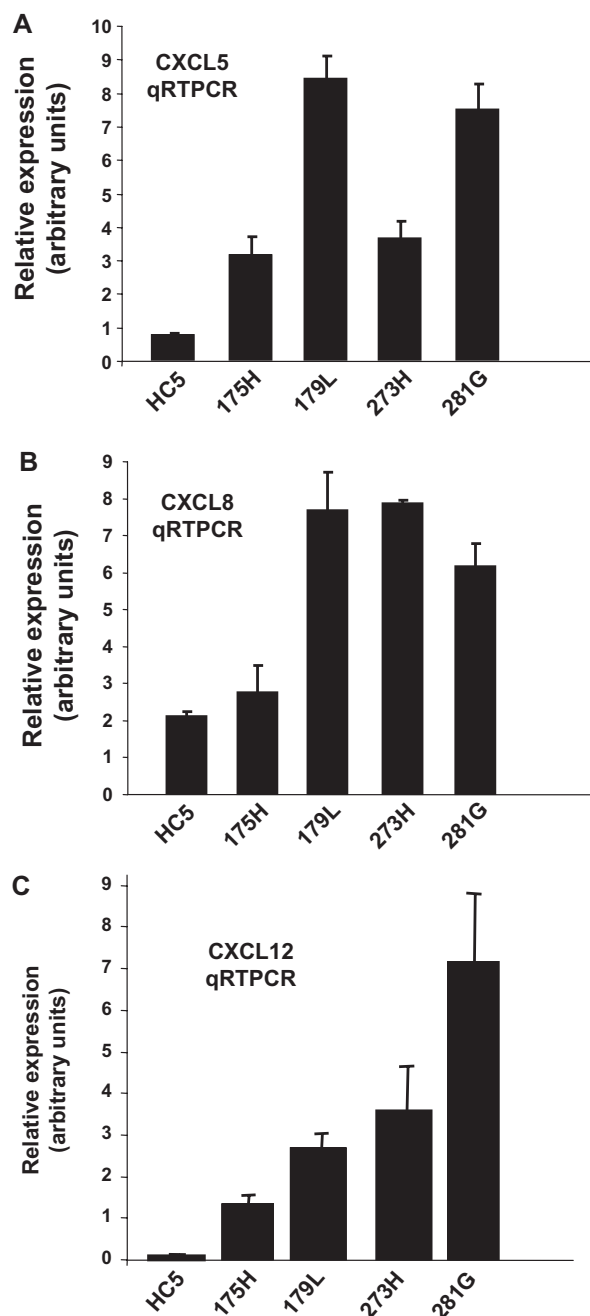 A
CXCL5
qRTPCR
Relative expression
(arbitrary units)
10
9
8
7
6
5
4
3
2
1
0
HC5
175H
179L
273H
281G
B
CXCL8
qRTPCR
Relative expression
(arbitrary units)
9
8
7
6
5
4
3
2
1
0
HC5
175H
179L
273H
281G
C
CXCL12
qRTPCR
Relative expression
(arbitrary units)
9
8
7
6
5
4
3
2
1
0
HC5
175H
179L
273H
281G